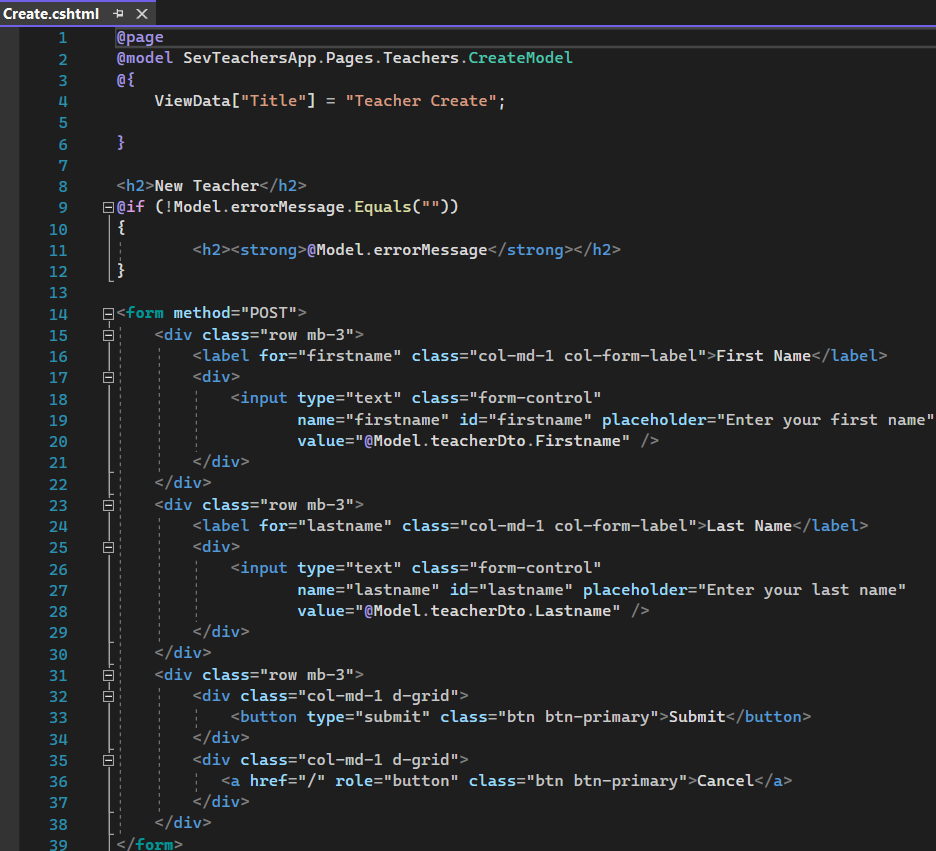 Create.cshtml
1 @page
2 @model SevTeachersApp.Pages.Teachers.CreateModel
3 @{
4     ViewData["Title"] = "Teacher Create";
5
6 }
7
8 <h2>New Teacher</h2>
9 @if (!Model.errorMessage.Equals(""))
10 {
11         <h2><strong>@Model.errorMessage</strong></h2>
12 }
13
14 <form method="POST">
15     <div class="row mb-3">
16         <label for="firstname" class="col-md-1 col-form-label">First Name</label>
17         <div>
18             <input type="text" class="form-control"
19                    name="firstname" id="firstname" placeholder="Enter your first name"
20                    value="@Model.teacherDto.Firstname" />
21         </div>
22     </div>
23     <div class="row mb-3">
24         <label for="lastname" class="col-md-1 col-form-label">Last Name</label>
25         <div>
26             <input type="text" class="form-control"
27                    name="lastname" id="lastname" placeholder="Enter your last name"
28                    value="@Model.teacherDto.Lastname" />
29         </div>
30     </div>
31     <div class="row mb-3">
32         <div class="col-md-1 d-grid">
33             <button type="submit" class="btn btn-primary">Submit</button>
34         </div>
35         <div class="col-md-1 d-grid">
36            <a href="/" role="button" class="btn btn-primary">Cancel</a>
37         </div>
38     </div>
39 </form>